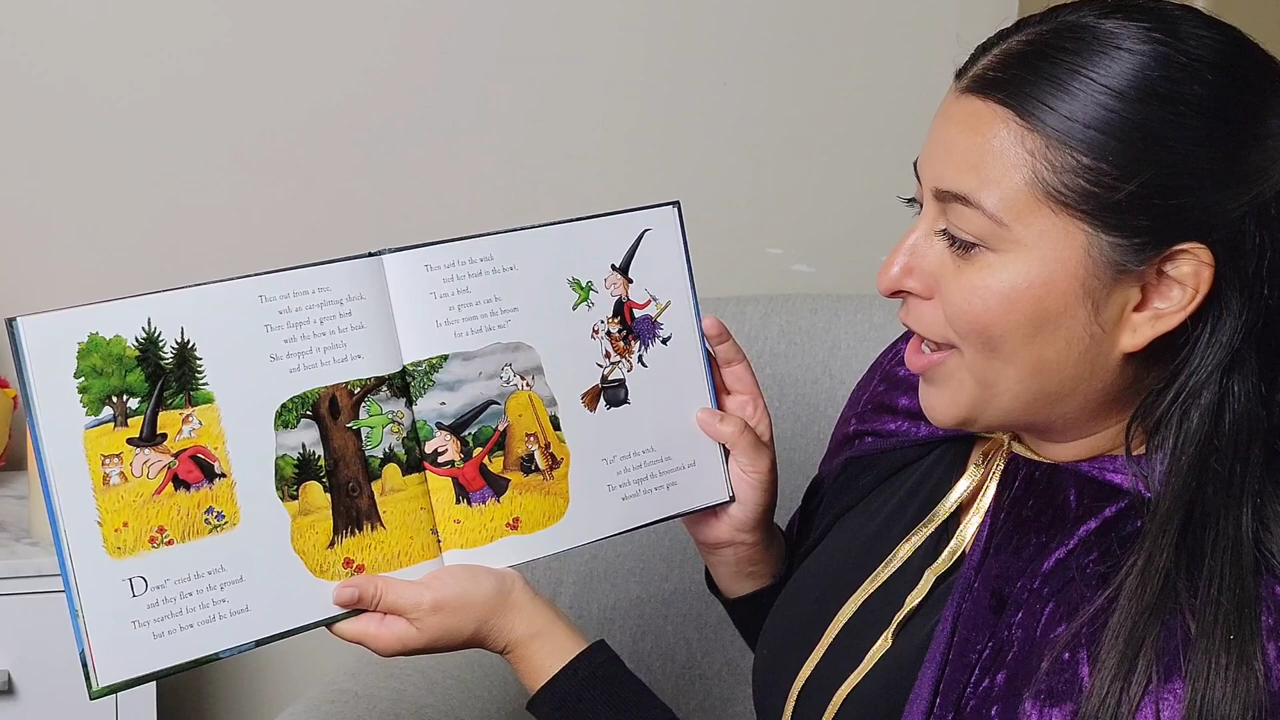 "Down!" cried the witch,
and they flew to the ground.
They searched for the bow,
but no bow could be found.
Then out from a tree,
with an ear-splitting shriek,
There flapped a green bird
with the bow in her beak.
She dropped it politely
and bent her head low,
Then said (as the witch
tied her braid in the bow),
"I am a bird,
as green as can be.
Is there room on the broom
for a bird like me?"
"Yes!" cried the witch,
so the bird fluttered on.
The witch tapped the broomstick and
whoosh! they were gone.